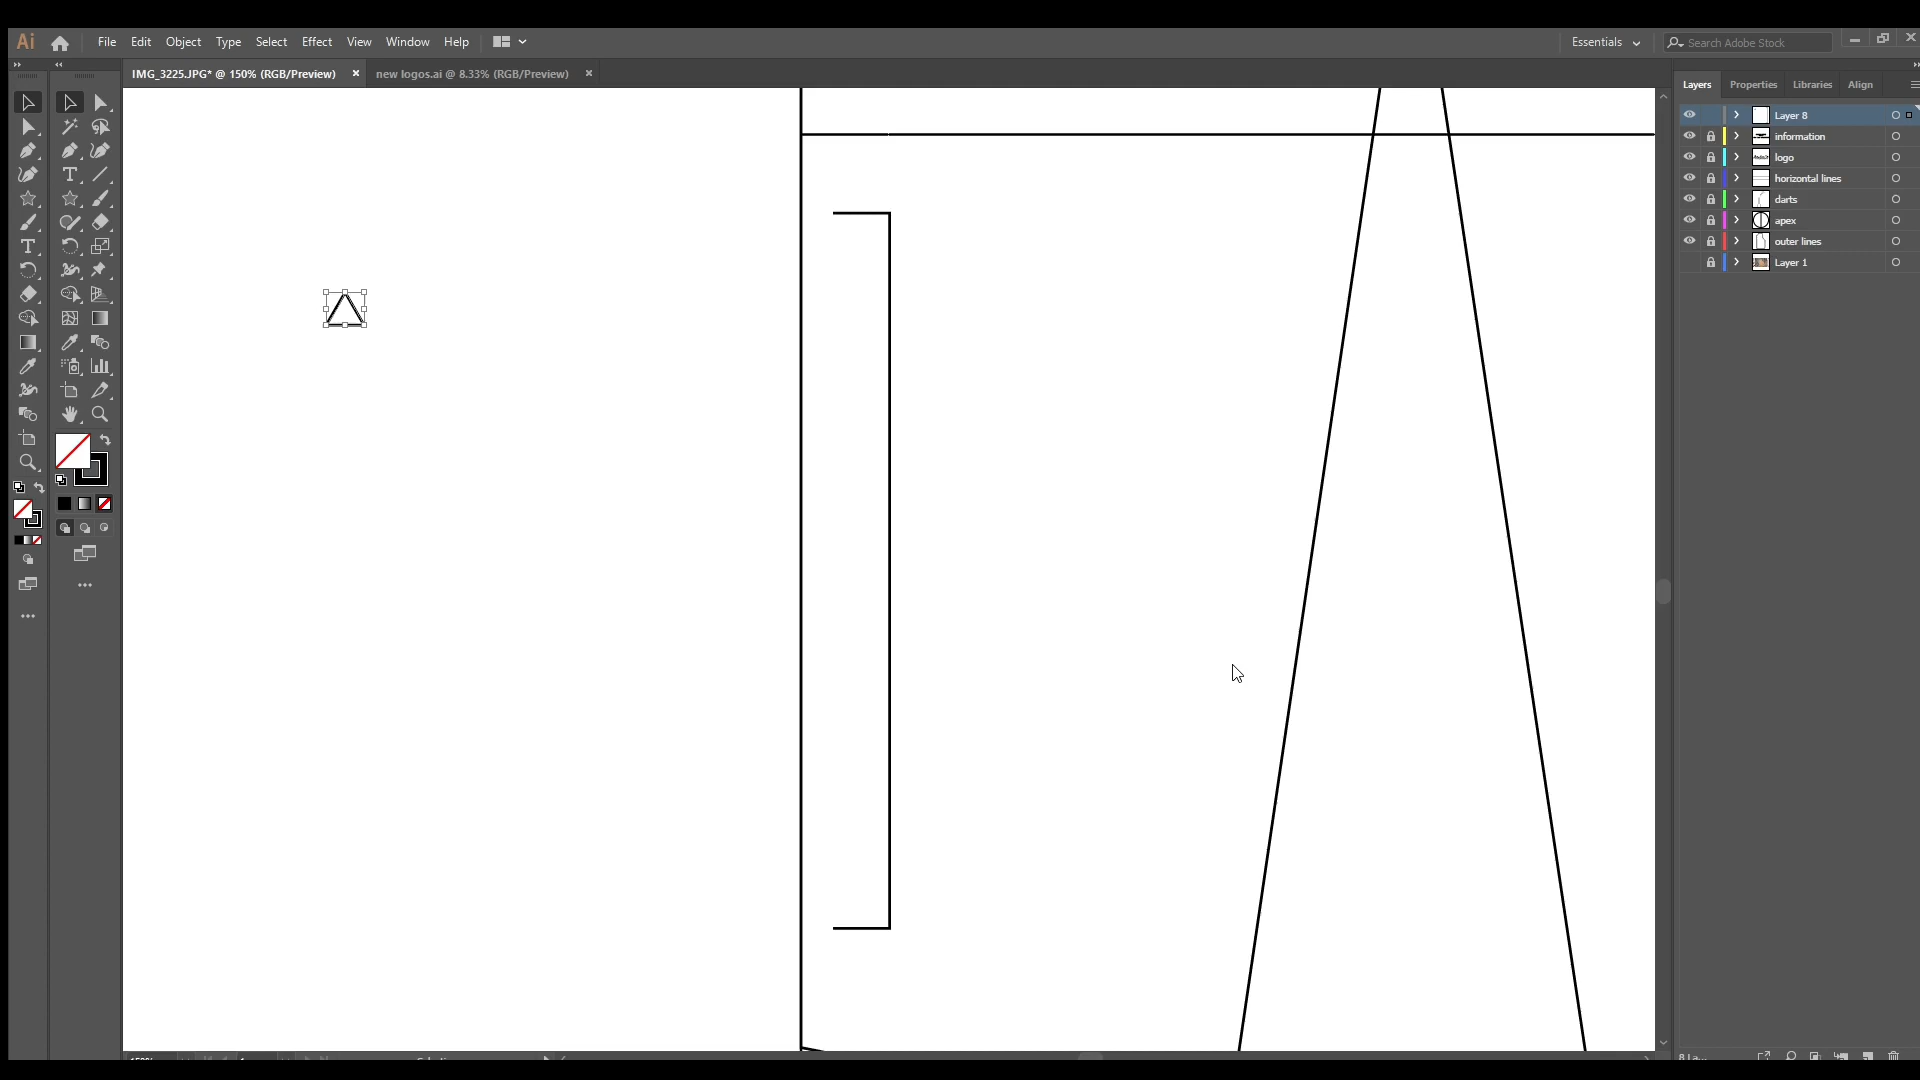 Ai File Edit Object Type Select Effect View Window Help Essentials Search Adobe Stock
IMG_3225.JPG* @ 150% (RGB/Preview) × new logos.ai @ 8.33% (RGB/Preview) ×
Layers Properties Libraries Align
Layer 8
information
logo
horizontal lines
darts
apex
outer lines
Layer 1